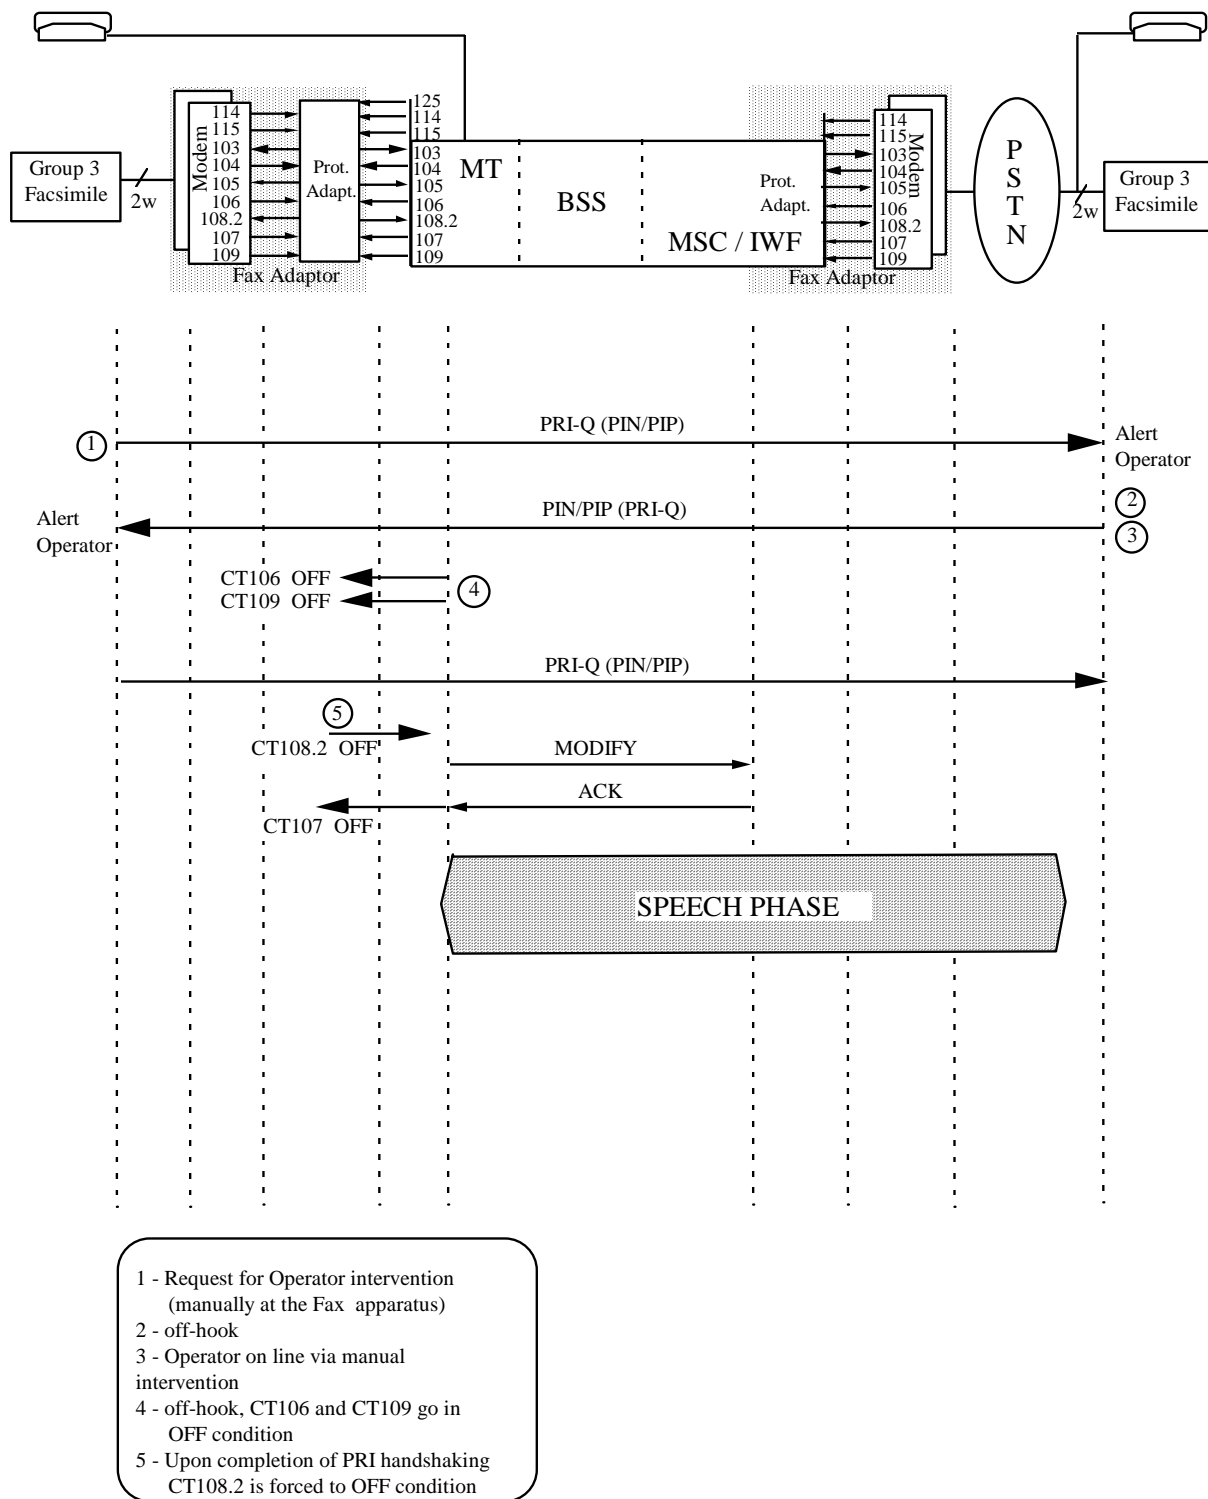 125
114
115
103
104
105
106
108.2
107
109
Modem
Prot.
Adapt.
114
115
103
104
105
106
108.2
107
109
Group 3
Facsimile
2w
Fax Adaptor
MT
BSS
MSC / IWF
Prot.
Adapt.
114
115
103
104
105
106
108.2
107
109
Modem
Fax Adaptor
P
S
T
N
2w
Group 3
Facsimile
1
PRI-Q (PIN/PIP)
Alert
Operator
2
Alert
Operator
PIN/PIP (PRI-Q)
3
CT106 OFF
CT109 OFF
4
PRI-Q (PIN/PIP)
5
CT108.2 OFF
MODIFY
ACK
CT107 OFF
SPEECH PHASE
1 - Request for Operator intervention
(manually at the Fax apparatus)
2 - off-hook
3 - Operator on line via manual
intervention
4 - off-hook, CT106 and CT109 go in
OFF condition
5 - Upon completion of PRI handshaking
CT108.2 is forced to OFF condition